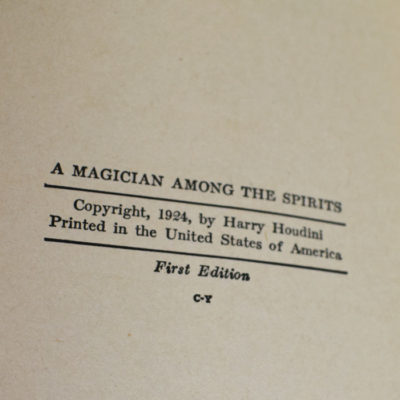 A MAGICIAN AMONG THE SPIRITS
Copyright, 1924, by Harry Houdini
Printed in the United States of America
First Edition
C-Y